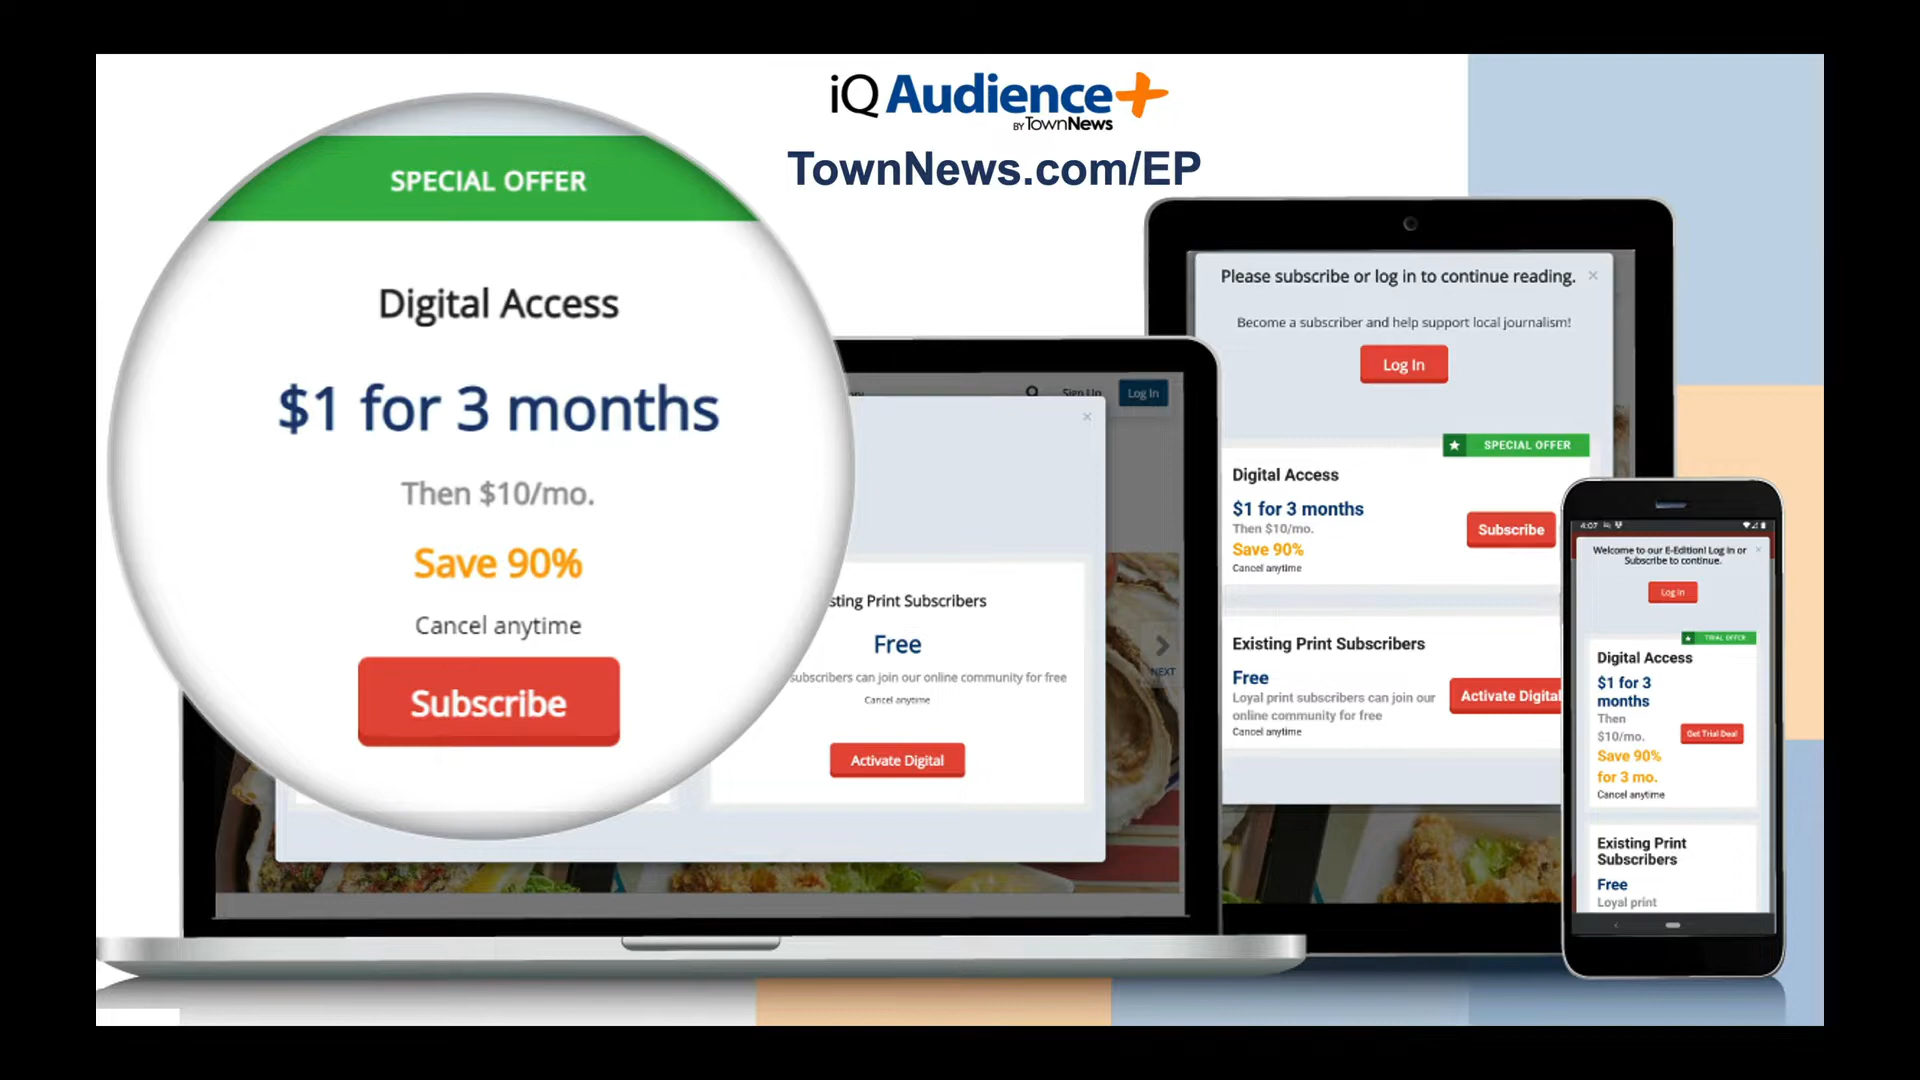 iQ Audience+
BY TownNews
TownNews.com/EP
SPECIAL OFFER
Digital Access
$1 for 3 months
Then $10/mo.
Save 90%
Cancel anytime
Subscribe
Sign Up
Log In
sting Print Subscribers
Free
subscribers can join our online community for free
Cancel anytime
Activate Digital
NEXT
Please subscribe or log in to continue reading.
Become a subscriber and help support local journalism!
Log In
SPECIAL OFFER
Digital Access
$1 for 3 months
Then $10/mo.
Save 90%
Cancel anytime
Subscribe
Existing Print Subscribers
Free
Loyal print subscribers can join our
online community for free
Cancel anytime
Activate Digital
4:07
Welcome to our E-Edition! Log in or
Subscribe to continue.
Log In
TRIAL OFFER
Digital Access
$1 for 3
months
Then
$10/mo.
Save 90%
for 3 mo.
Cancel anytime
Get Trial Deal
Existing Print
Subscribers
Free
Loyal print